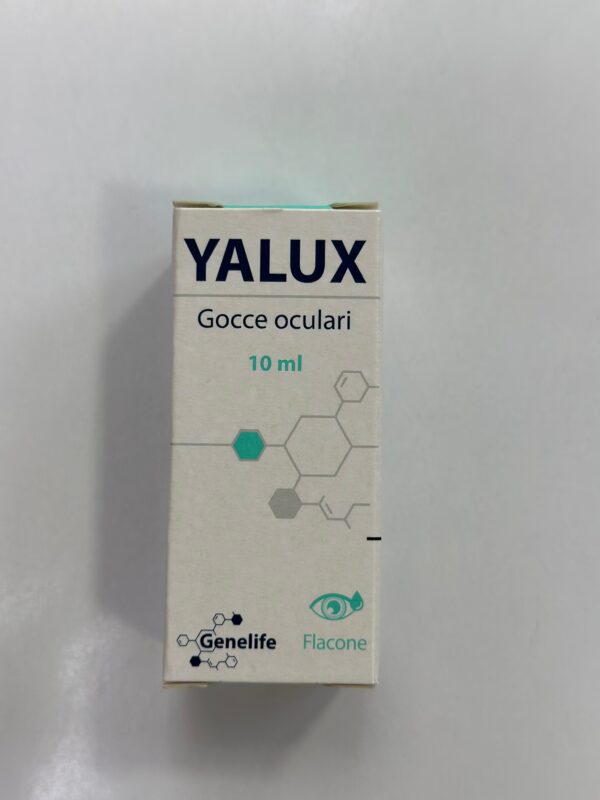 YALUX
Gocce oculari
10 ml
Genelife
Flacone